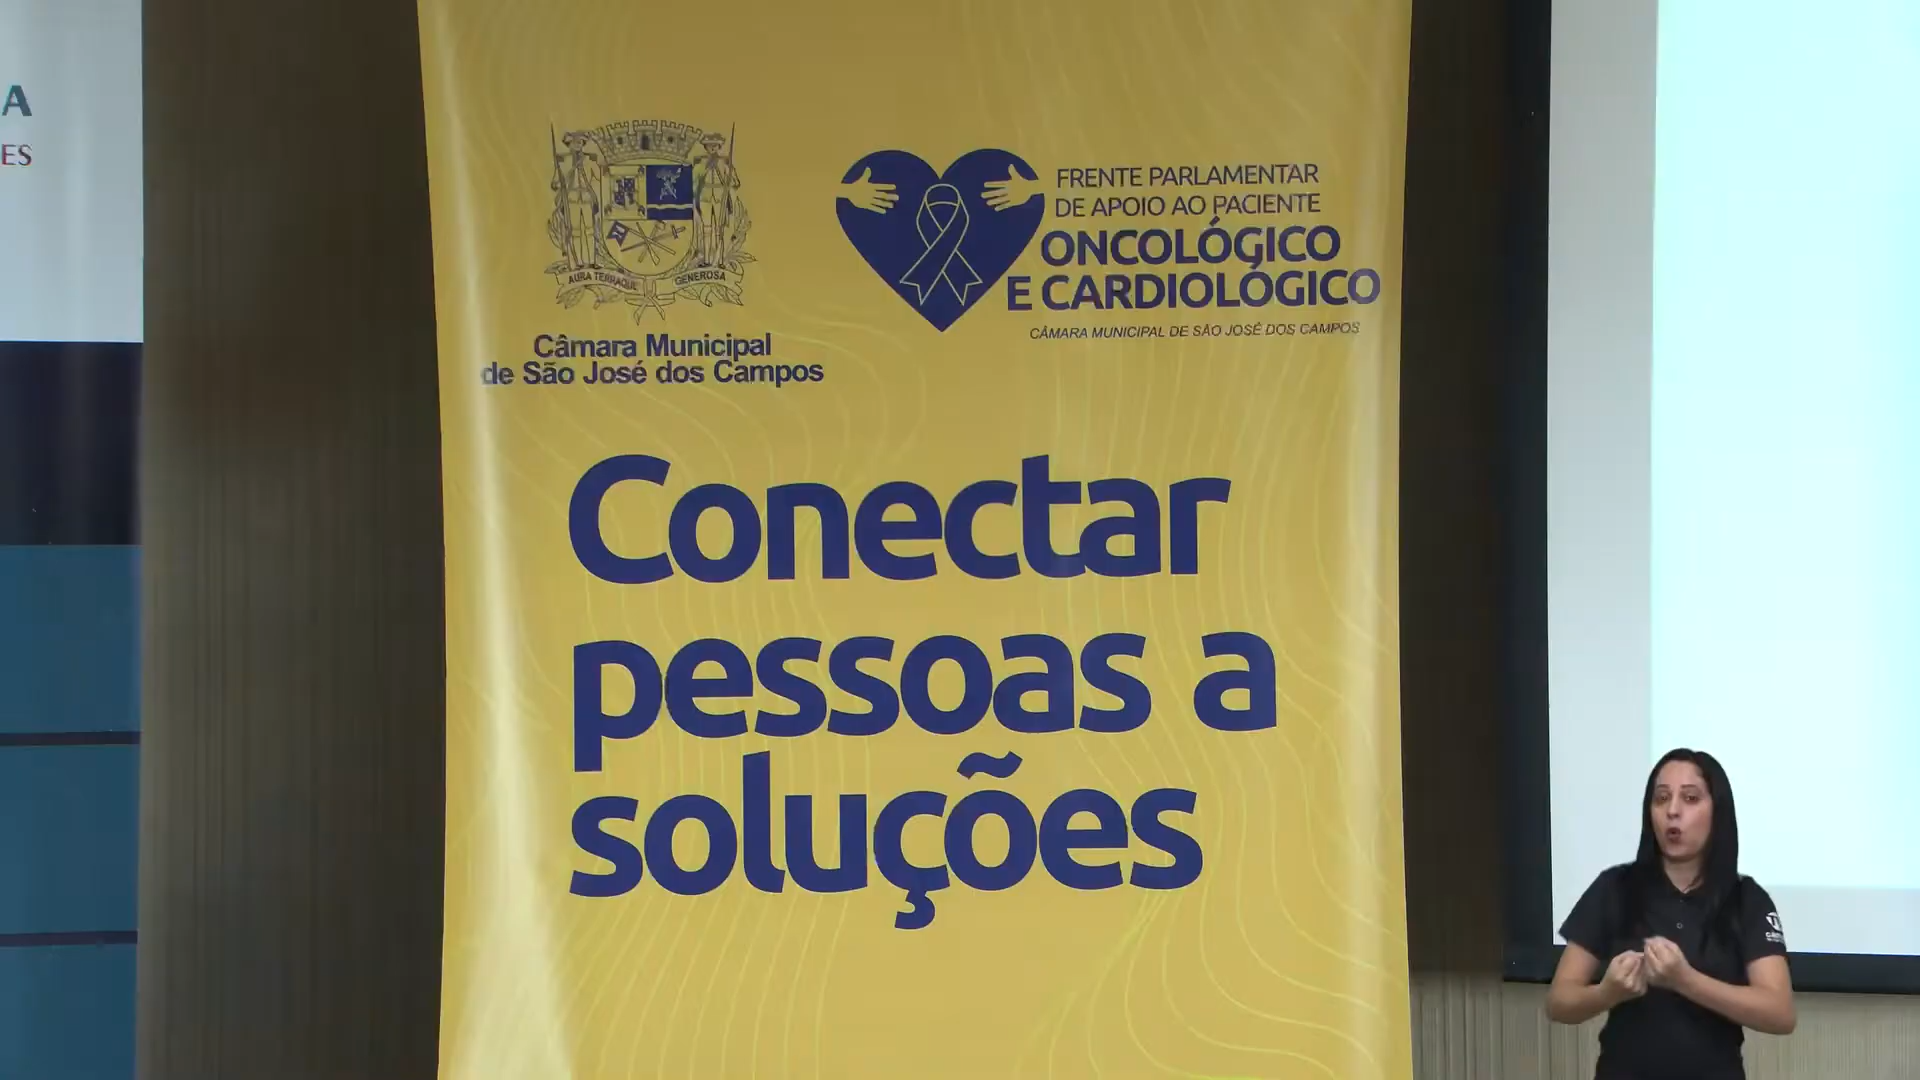 A
ES
AURA TERRAQUE GENEROSA
Câmara Municipal
de São José dos Campos
FRENTE PARLAMENTAR
DE APOIO AO PACIENTE
ONCOLÓGICO
E CARDIOLÓGICO
CÂMARA MUNICIPAL DE SÃO JOSÉ DOS CAMPOS
Conectar
pessoas a
soluções